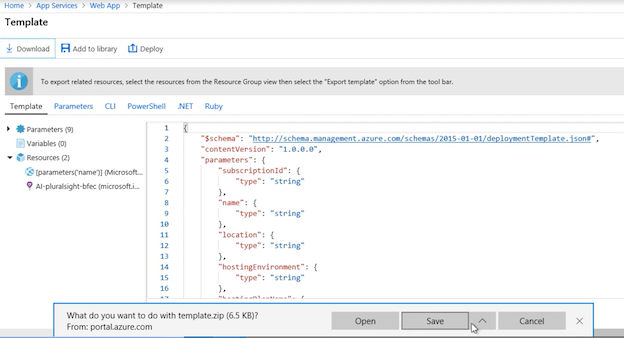 Home > App Services > Web App > Template
Template
Download Add to library Deploy
To export related resources, select the resources from the Resource Group view then select the "Export template" option from the tool bar.
Template Parameters CLI PowerShell .NET Ruby
Parameters (9)
Variables (0)
Resources (2)
[parameters('name')] (Microsoft...
AI-pluralsight-bfec (microsoft.i...
1 {
2 "$schema": "http://schema.management.azure.com/schemas/2015-01-01/deploymentTemplate.json#",
3 "contentVersion": "1.0.0.0",
4 "parameters": {
5 "subscriptionId": {
6 "type": "string"
7 },
8 "name": {
9 "type": "string"
10 },
11 "location": {
12 "type": "string"
13 },
14 "hostingEnvironment": {
15 "type": "string"
16 },
17 "hostingPlanName": {
What do you want to do with template.zip (6.5 KB)?
From: portal.azure.com
Open Save Cancel